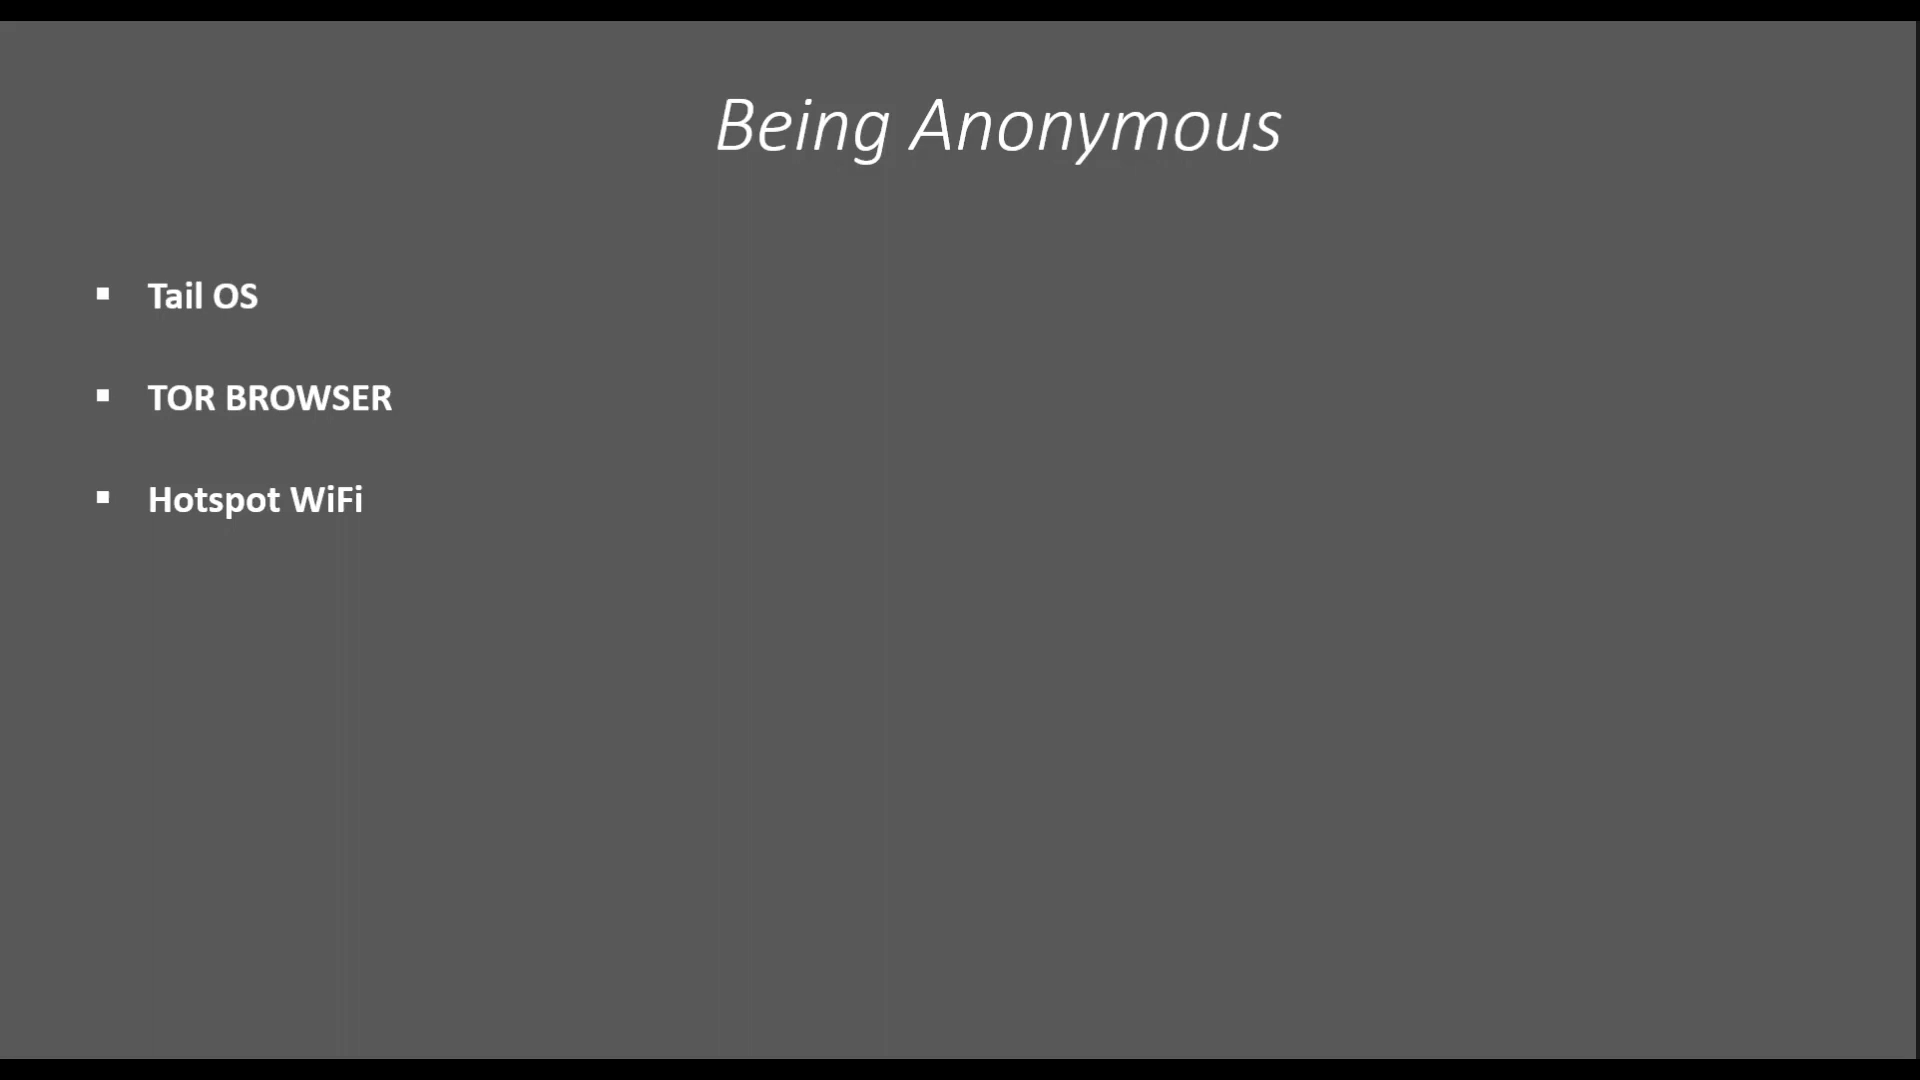 Being Anonymous
▪ Tail OS
▪ TOR BROWSER
▪ Hotspot WiFi